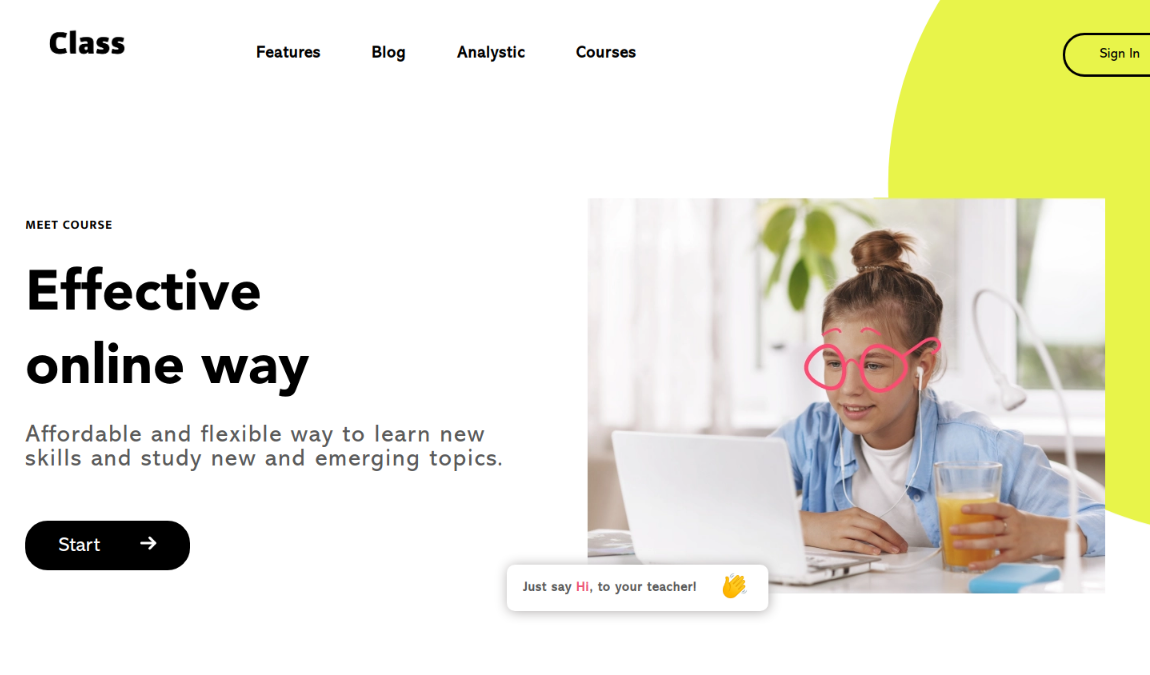 Class
Features
Blog
Analystic
Courses
Sign In
MEET COURSE
Effective
online way
Affordable and flexible way to learn new
skills and study new and emerging topics.
Start
Just say HI, to your teacher!